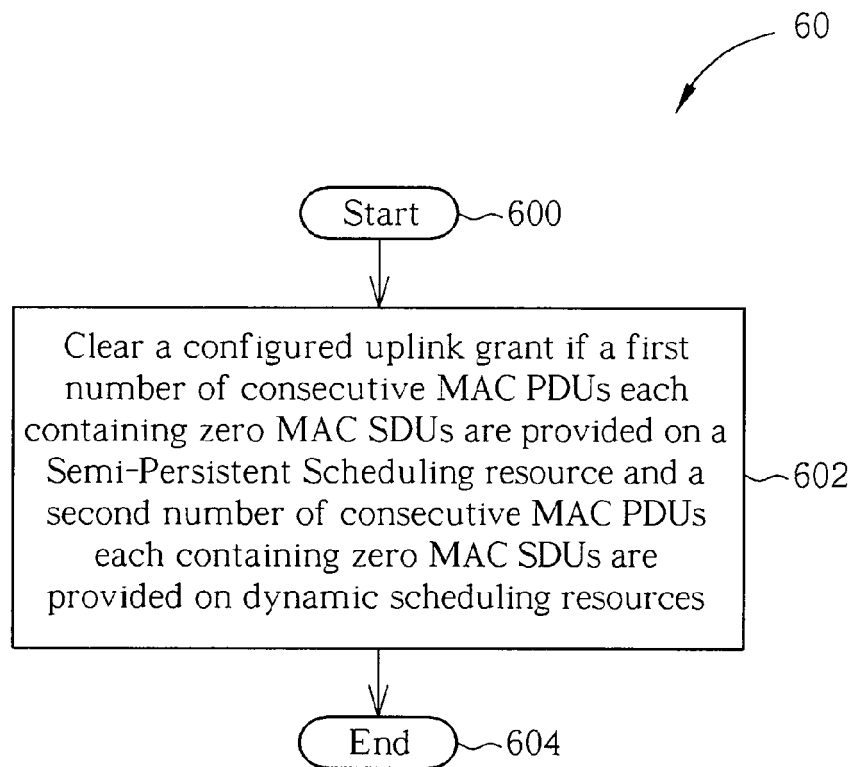 60
Start
600
Clear a configured uplink grant if a first
number of consecutive MAC PDUs each
containing zero MAC SDUs are provided on a
Semi-Persistent Scheduling resource and a
second number of consecutive MAC PDUs
each containing zero MAC SDUs are
provided on dynamic scheduling resources
602
End
604